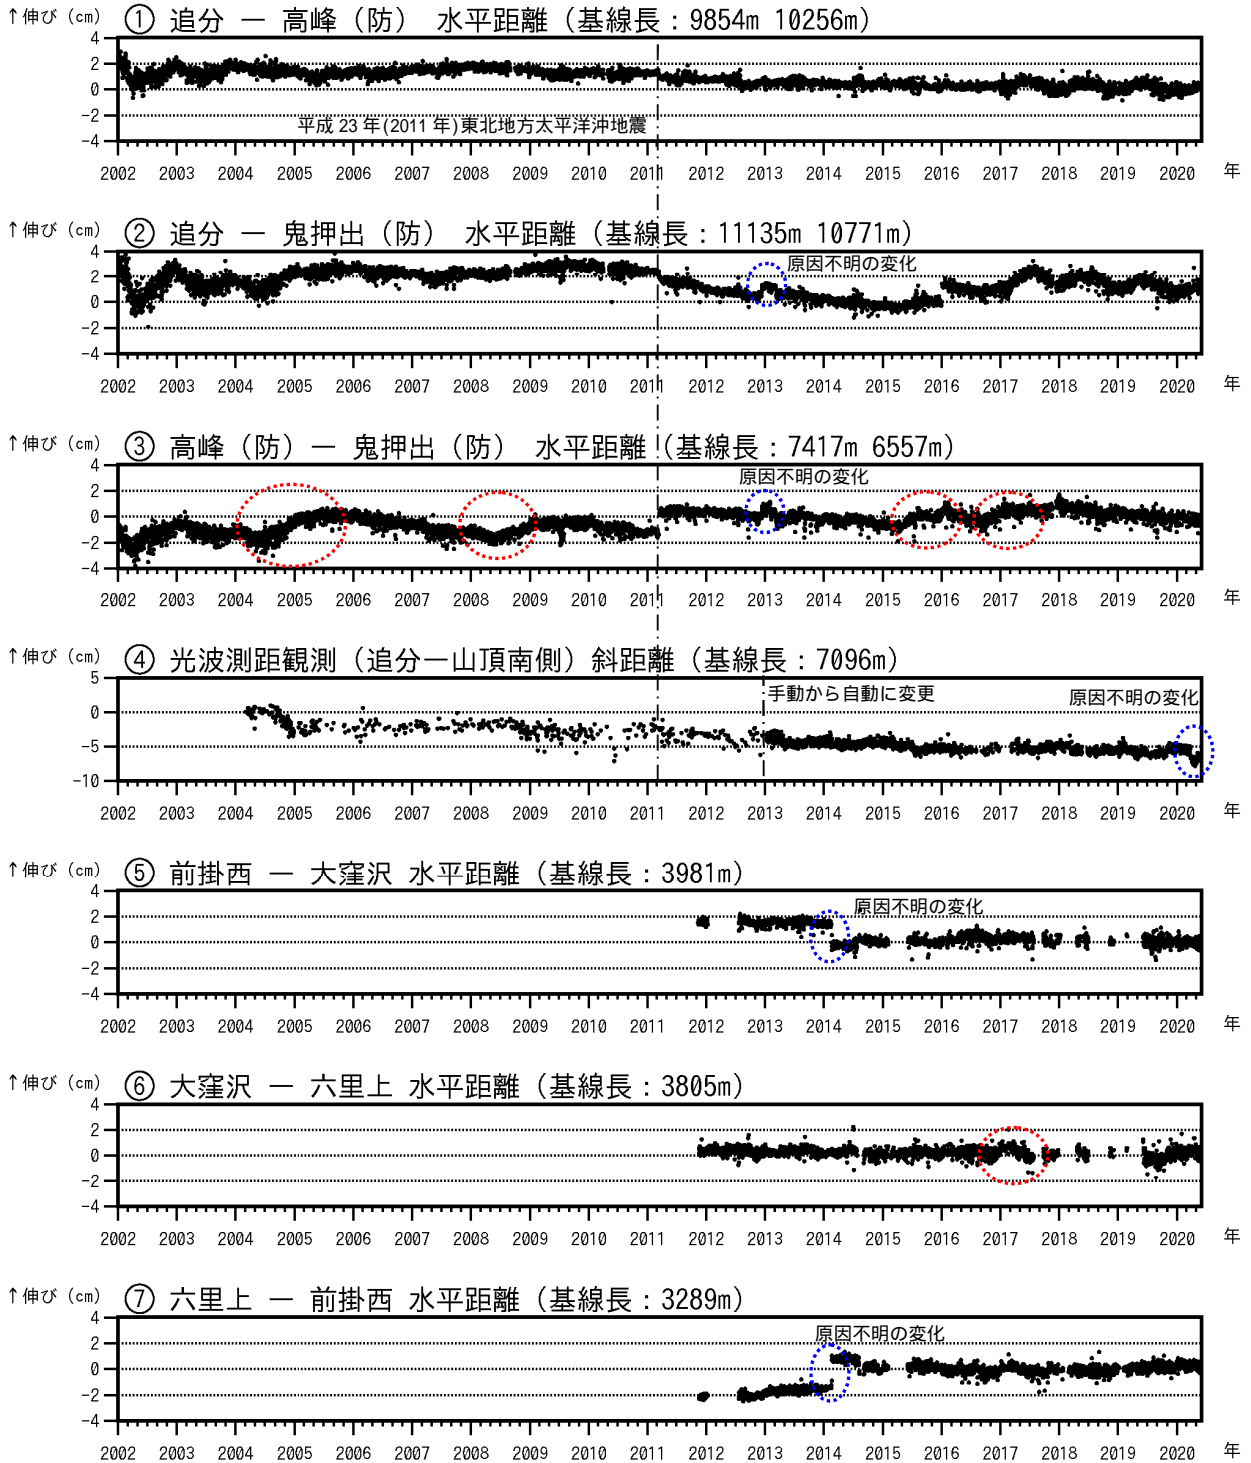 ↑伸び (cm) ① 追分 ― 高峰（防） 水平距離（基線長：9854m 10256m）
4
2
0
-2
-4
平成 23 年(2011 年)東北地方太平洋沖地震
2002 2003 2004 2005 2006 2007 2008 2009 2010 2011 2012 2013 2014 2015 2016 2017 2018 2019 2020 年
↑伸び (cm) ② 追分 ― 鬼押出（防） 水平距離（基線長：11135m 10771m）
原因不明の変化
4
2
0
-2
-4
2002 2003 2004 2005 2006 2007 2008 2009 2010 2011 2012 2013 2014 2015 2016 2017 2018 2019 2020 年
↑伸び (cm) ③ 高峰（防）― 鬼押出（防） 水平距離（基線長：7417m 6557m）
原因不明の変化
4
2
0
-2
-4
2002 2003 2004 2005 2006 2007 2008 2009 2010 2011 2012 2013 2014 2015 2016 2017 2018 2019 2020 年
↑伸び (cm) ④ 光波測距観測（追分―山頂南側）斜距離（基線長：7096m）
手動から自動に変更 原因不明の変化
5
0
-5
-10
2002 2003 2004 2005 2006 2007 2008 2009 2010 2011 2012 2013 2014 2015 2016 2017 2018 2019 2020 年
↑伸び (cm) ⑤ 前掛西 ― 大窪沢 水平距離（基線長：3981m）
原因不明の変化
4
2
0
-2
-4
2002 2003 2004 2005 2006 2007 2008 2009 2010 2011 2012 2013 2014 2015 2016 2017 2018 2019 2020 年
↑伸び (cm) ⑥ 大窪沢 ― 六里上 水平距離（基線長：3805m）
4
2
0
-2
-4
2002 2003 2004 2005 2006 2007 2008 2009 2010 2011 2012 2013 2014 2015 2016 2017 2018 2019 2020 年
↑伸び (cm) ⑦ 六里上 ― 前掛西 水平距離（基線長：3289m）
原因不明の変化
4
2
0
-2
-4
2002 2003 2004 2005 2006 2007 2008 2009 2010 2011 2012 2013 2014 2015 2016 2017 2018 2019 2020 年